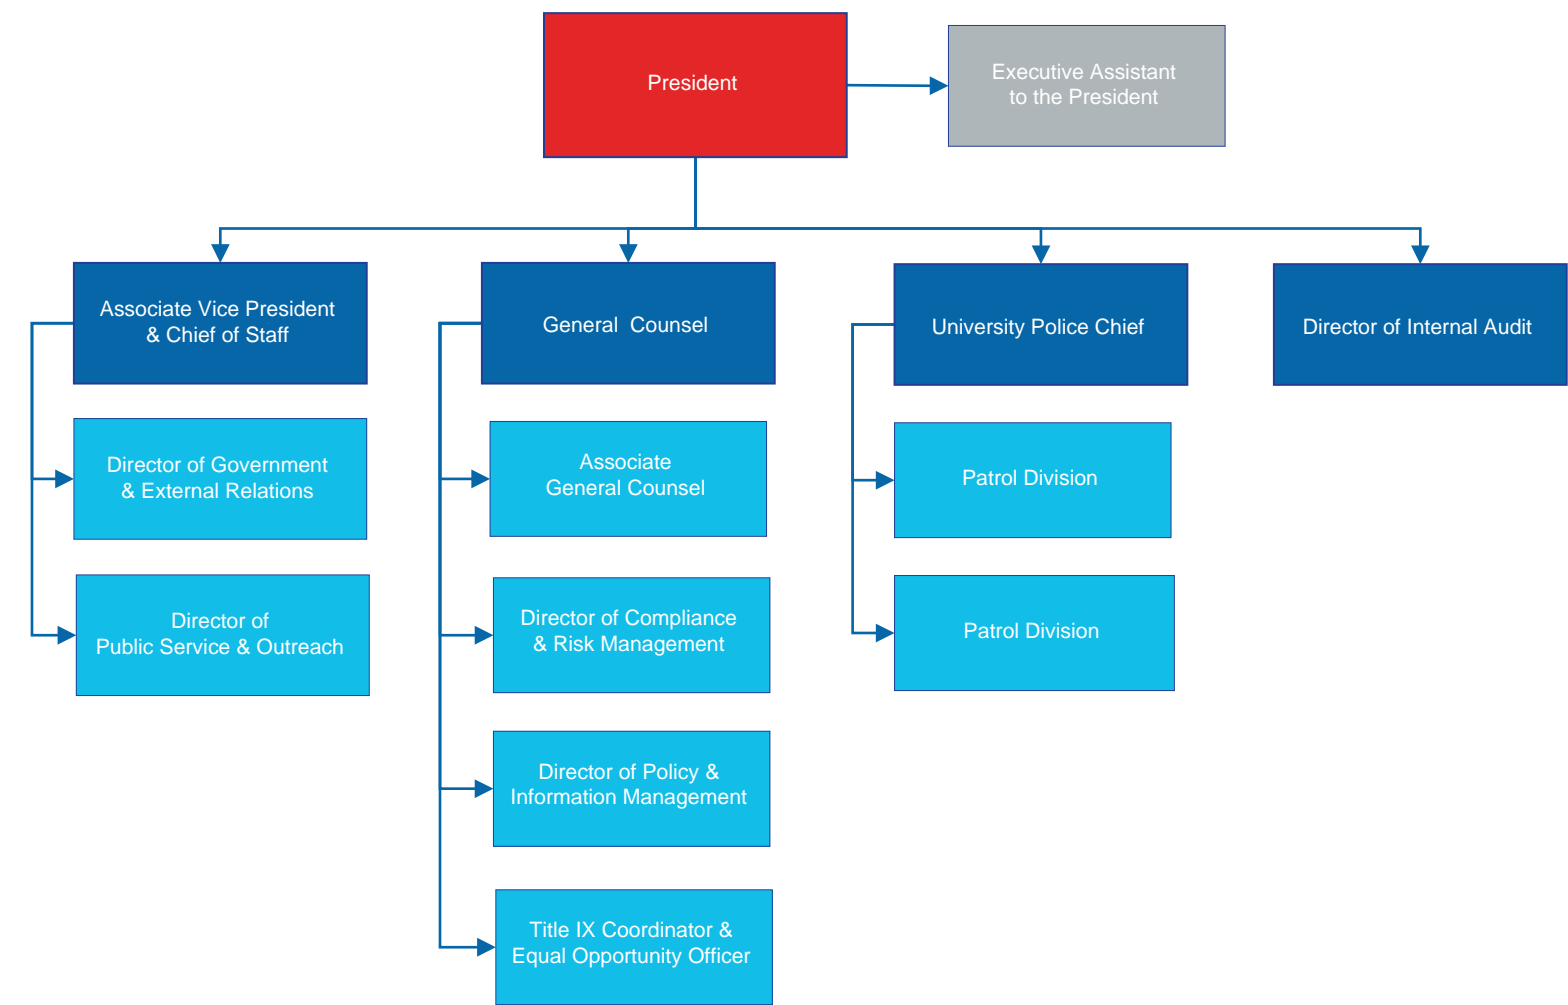 President
Executive Assistant
to the President
Associate Vice President
& Chief of Staff
General  Counsel
University Police Chief
Director of Internal Audit
Director of Government
& External Relations
Associate
General Counsel
Patrol Division
Director of
Public Service & Outreach
Director of Compliance
& Risk Management
Patrol Division
Director of Policy &
Information Management
Title IX Coordinator &
Equal Opportunity Officer